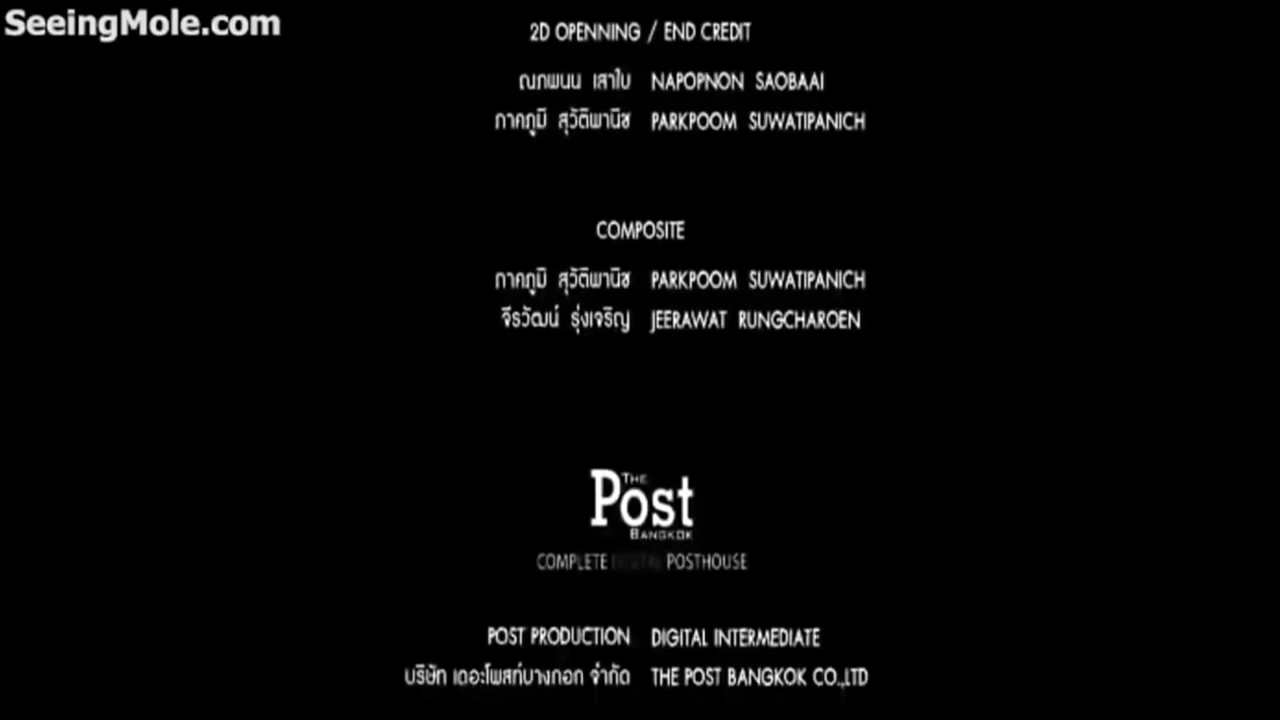 SeeingMole.com
2D OPENNING / END CREDIT
ณภพนน เสาใบ NAPOPNON SAOBAAI
ภาคภูมิ สุวัติพานิช PARKPOOM SUWATIPANICH
COMPOSITE
ภาคภูมิ สุวัติพานิช PARKPOOM SUWATIPANICH
จีรวัฒน์ รุ่งเจริญ JEERAWAT RUNGCHAROEN
THE
Post
BANGKOK
COMPLETE DIGITAL POSTHOUSE
POST PRODUCTION DIGITAL INTERMEDIATE
บริษัท เดอะโพสท์บางกอก จำกัด THE POST BANGKOK CO.,LTD